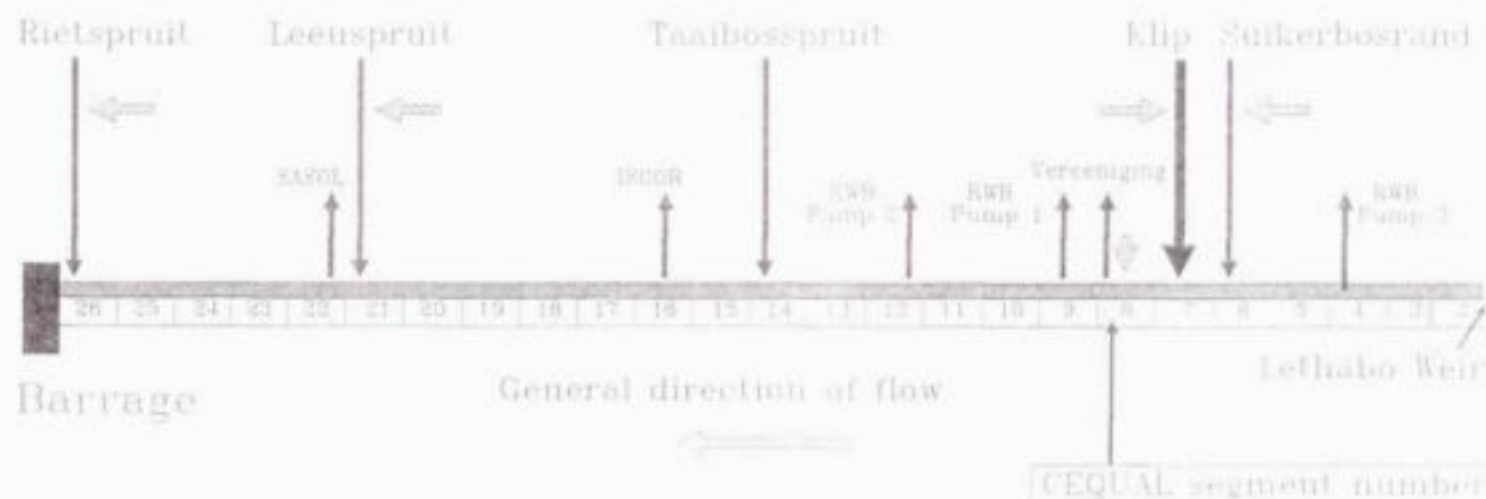 Rietspruit Leeuspruit Taaibosspruit Klip Suikerbosrand
SASOL ISCOR RWB Pump 2 RWB Pump 1 Vereeniging RWB Pump 3
26 25 24 23 22 21 20 19 18 17 16 15 14 13 12 11 10 9 8 7 6 5 4 3 2
Lethabo Weir
Barrage
General direction of flow
CEQUAL segment number